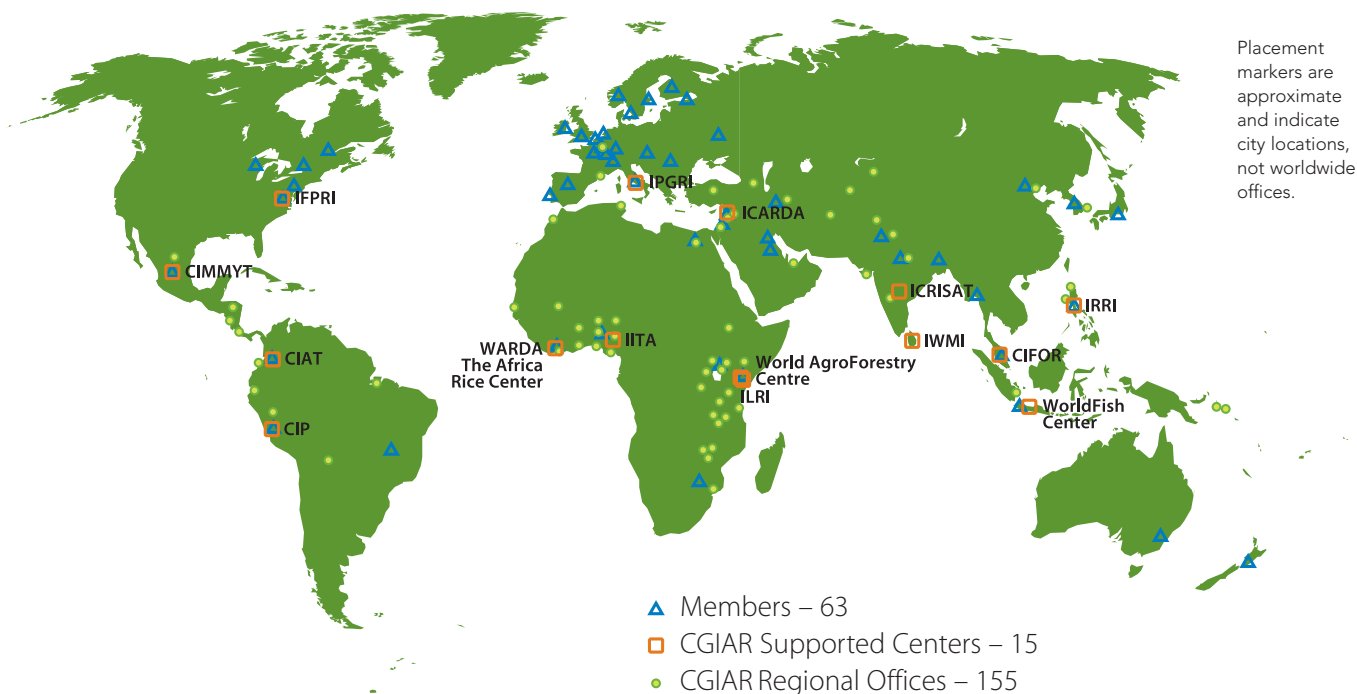 Placement
markers are
approximate
and indicate
city locations,
not worldwide
offices.
IFPRI
IPGRI
ICARDA
CIMMYT
ICRISAT
IRRI
CIAT
WARDA
The Africa
Rice Center
IITA
IWMI
CIFOR
World AgroForestry
Centre
ILRI
WorldFish
Center
CIP
Members – 63
CGIAR Supported Centers – 15
CGIAR Regional Offices – 155